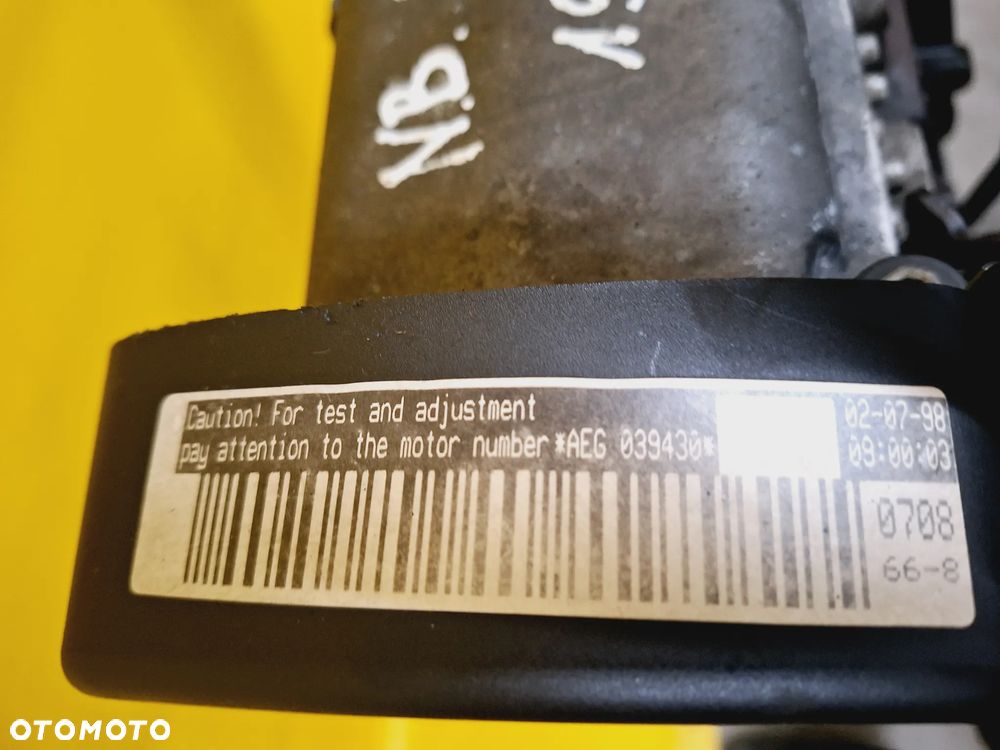 N.B.
Caution! For test and adjustment
pay attention to the motor number *AEG 039430*
02-07-98
09:00:03
0708
66-8
OTOMOTO